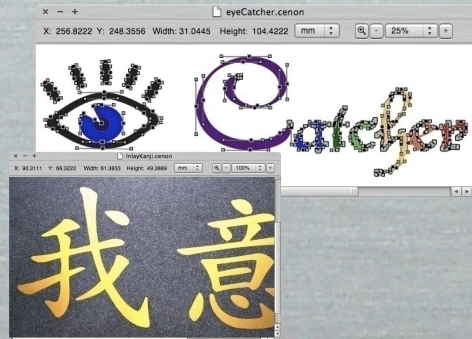 eyeCatcher.cenon
X: 256.8222 Y: 248.3556 Width: 31.0445 Height: 104.4222 mm 25%
Catcher
InlayKanji.cenon
X: 90.3111 Y: 66.3222 Width: 61.3833 Height: 49.3889 mm 100%
我意